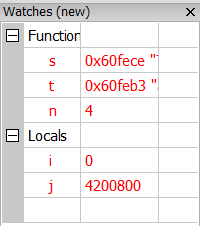 Watches (new)
Function
s 0x60fece "
t 0x60feb3 "
n 4
Locals
i 0
j 4200800